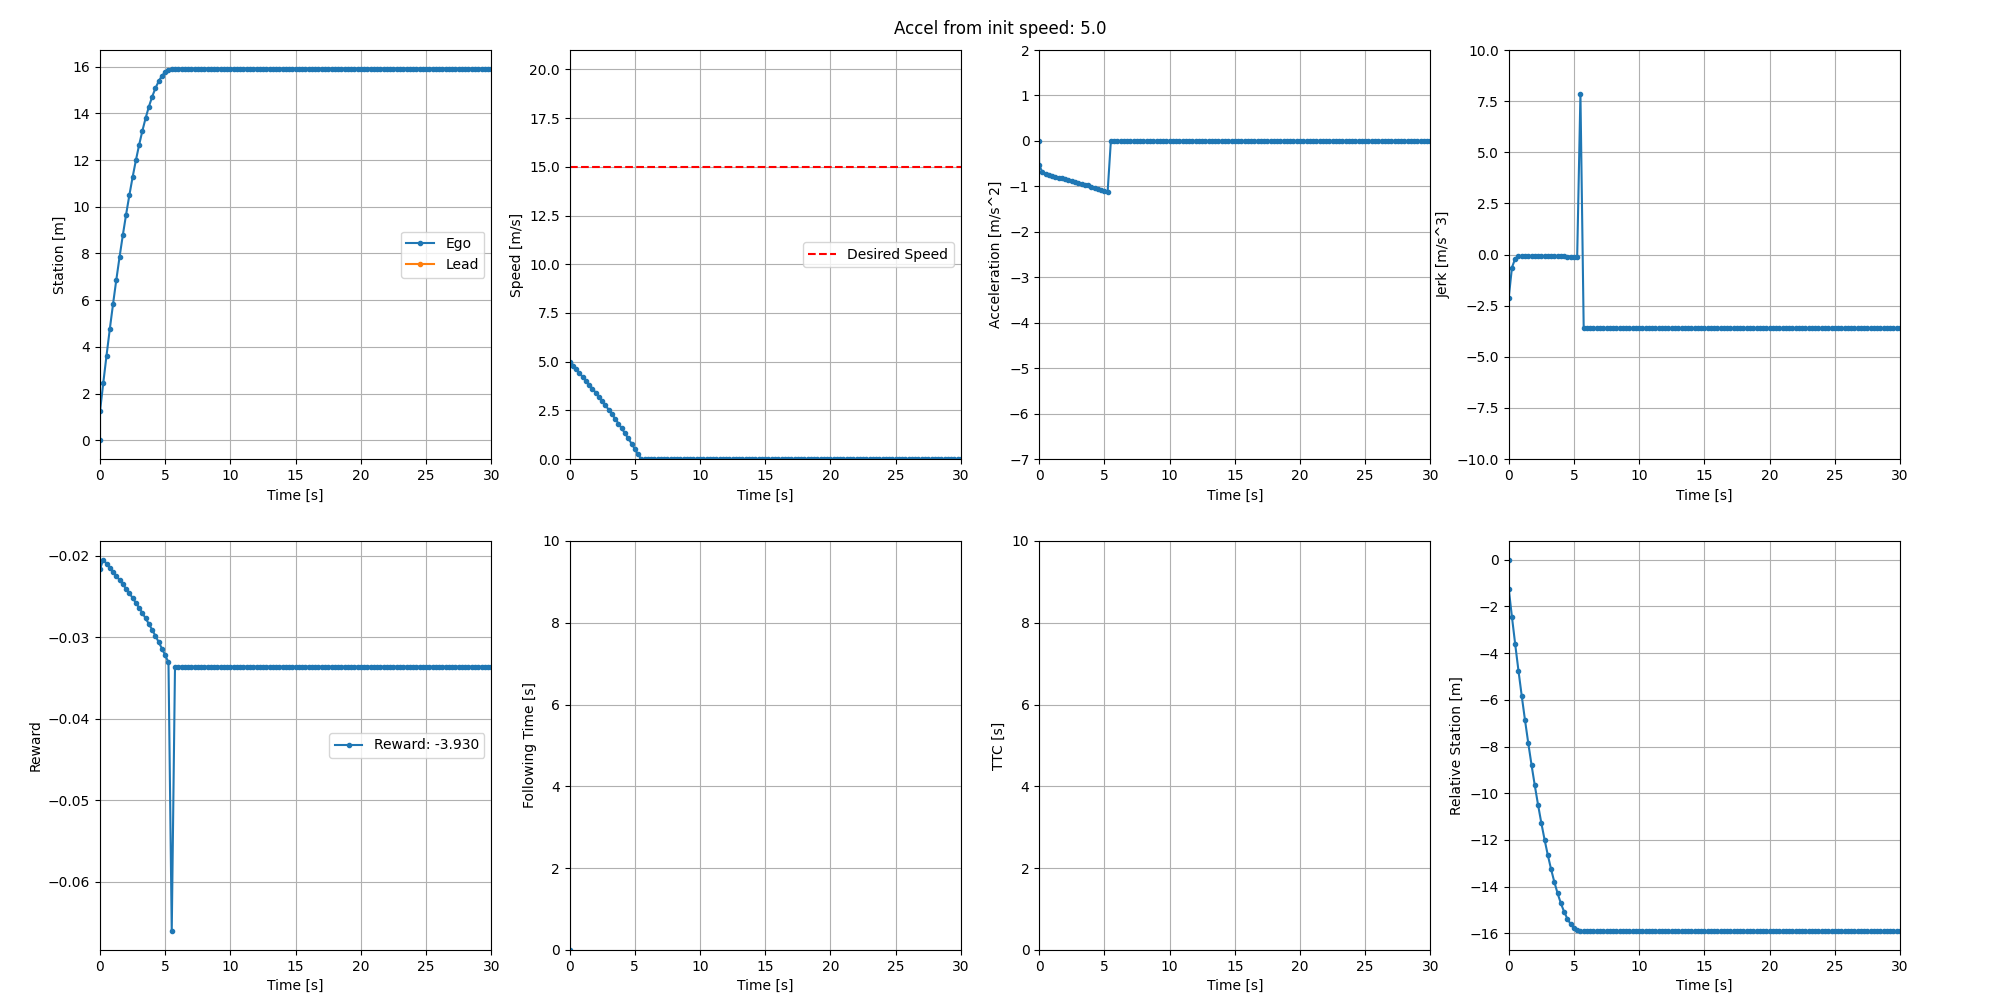 Accel from init speed: 5.0
Station [m]
16
14
12
10
8
6
4
2
0
Ego
Lead
0 5 10 15 20 25 30
Time [s]
Speed [m/s]
20.0
17.5
15.0
12.5
10.0
7.5
5.0
2.5
0.0
Desired Speed
0 5 10 15 20 25 30
Time [s]
Acceleration [m/s^2]
2
1
0
−1
−2
−3
−4
−5
−6
−7
0 5 10 15 20 25 30
Time [s]
Jerk [m/s^3]
10.0
7.5
5.0
2.5
0.0
−2.5
−5.0
−7.5
−10.0
0 5 10 15 20 25 30
Time [s]
Reward
−0.02
−0.03
−0.04
−0.05
−0.06
Reward: -3.930
0 5 10 15 20 25 30
Time [s]
Following Time [s]
10
8
6
4
2
0
0 5 10 15 20 25 30
Time [s]
TTC [s]
10
8
6
4
2
0
0 5 10 15 20 25 30
Time [s]
Relative Station [m]
0
−2
−4
−6
−8
−10
−12
−14
−16
0 5 10 15 20 25 30
Time [s]